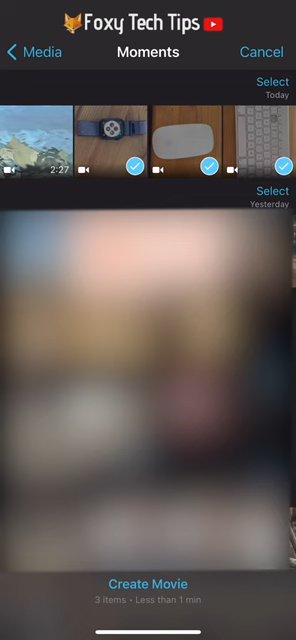 Foxy Tech Tips
Media Moments Cancel
Select
Today
2:27
Select
Yesterday
Create Movie
3 items • Less than 1 min